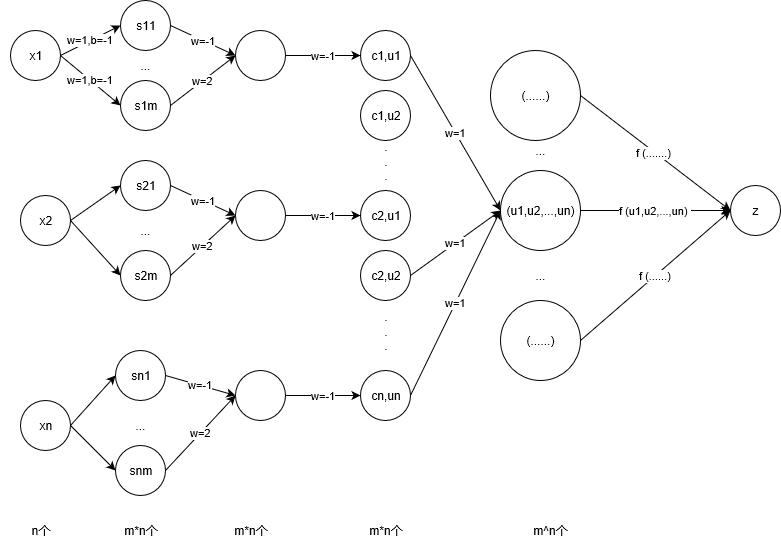 x1
w=1,b=-1
w=1,b=-1
s11
...
s1m
w=-1
w=2
w=-1
c1,u1
c1,u2
.
.
.
x2
s21
...
s2m
w=-1
w=2
w=-1
c2,u1
c2,u2
.
.
.
xn
sn1
...
snm
w=-1
w=2
w=-1
cn,un
w=1
w=1
w=1
(......)
...
(u1,u2,...,un)
...
(......)
f (.......)
f (u1,u2,...,un)
f (......)
z
n个
m*n个
m*n个
m*n个
m^n个